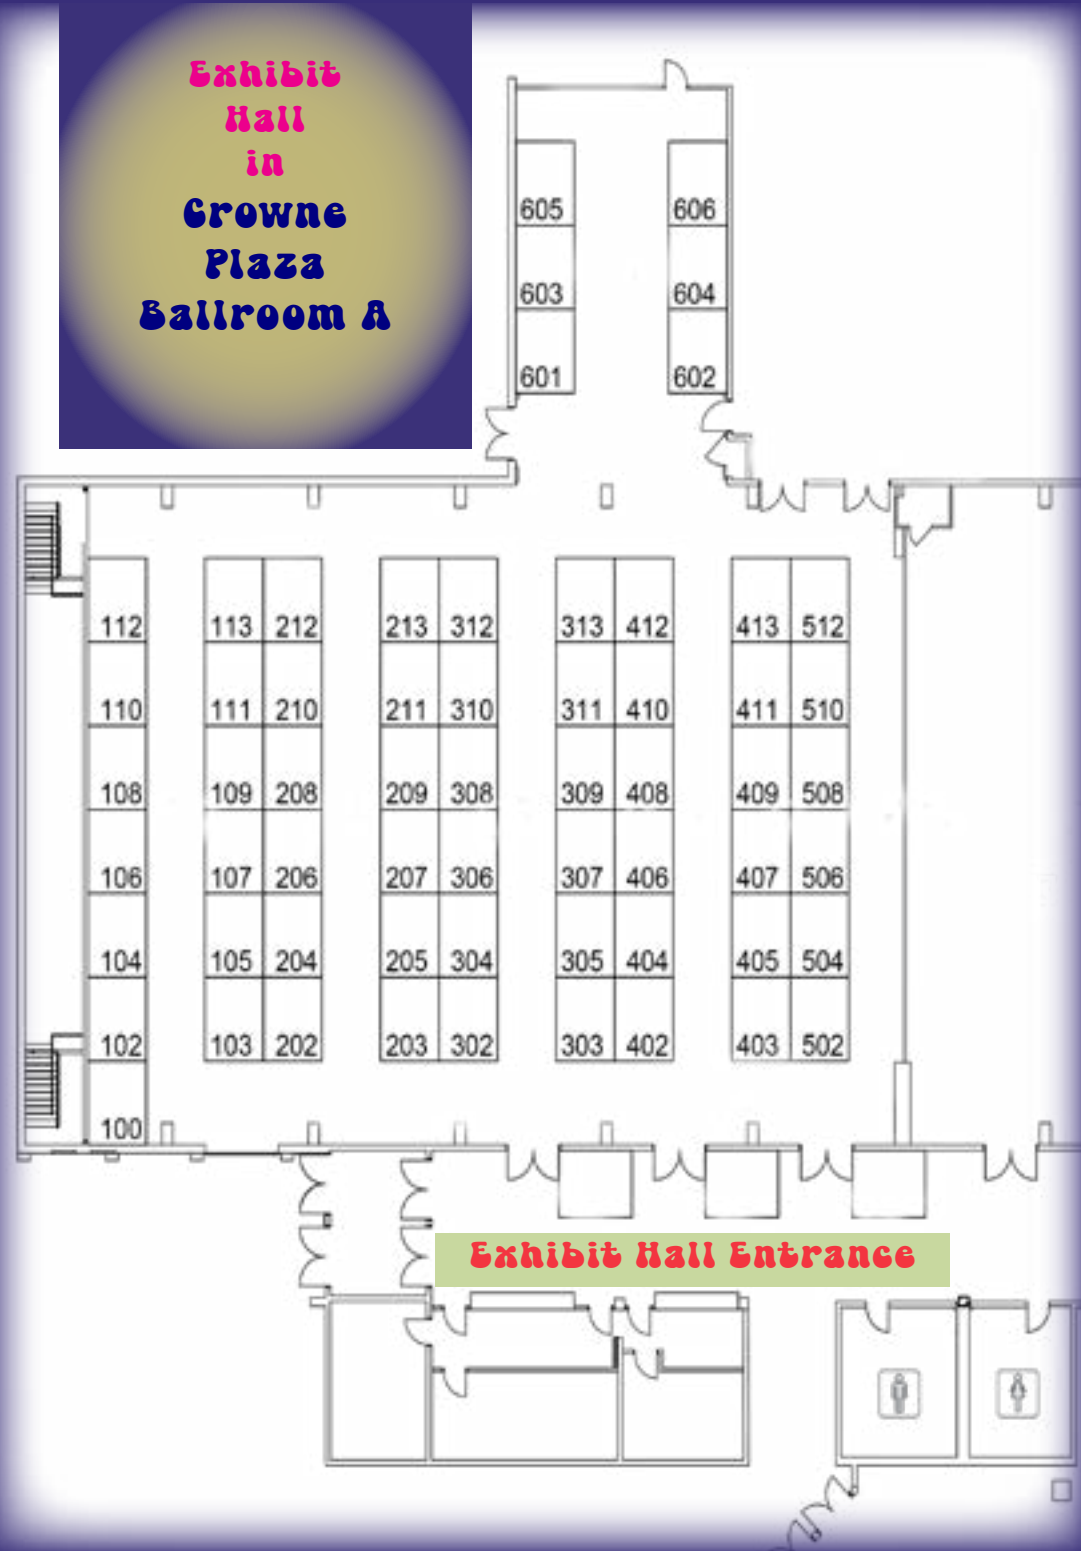 Exhibit
Hall
in
Crowne
Plaza
Ballroom A
605 606
603 604
601 602
112 113 212 213 312 313 412 413 512
110 111 210 211 310 311 410 411 510
108 109 208 209 308 309 408 409 508
106 107 206 207 306 307 406 407 506
104 105 204 205 304 305 404 405 504
102 103 202 203 302 303 402 403 502
100
Exhibit Hall Entrance